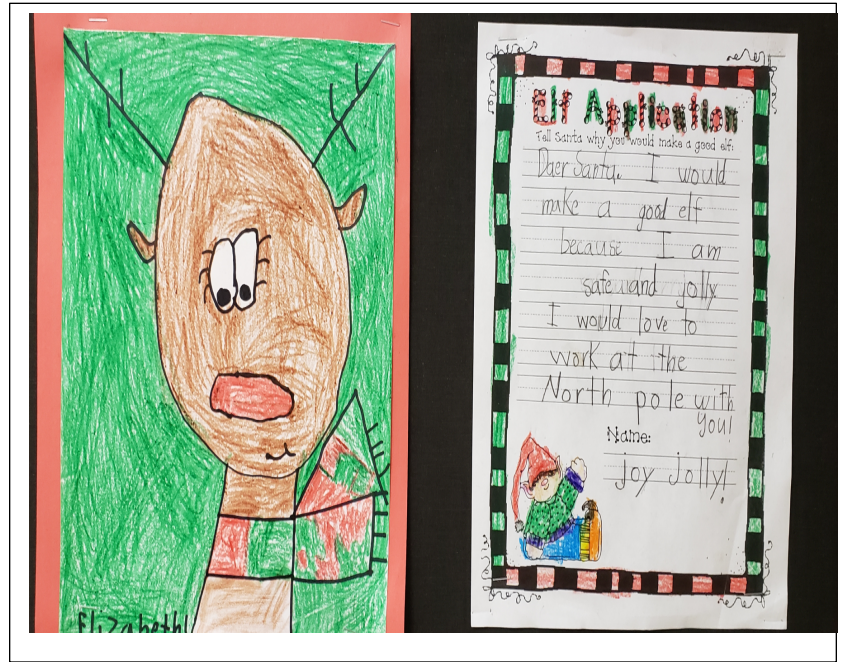 Elizabeth!
Elf Application
Tell Santa why you would make a good elf:
Daer Santa. I would
make a good elf
because I am
safe and jolly
I would love to
work at the
North pole with
you!
Name:
joy jolly!